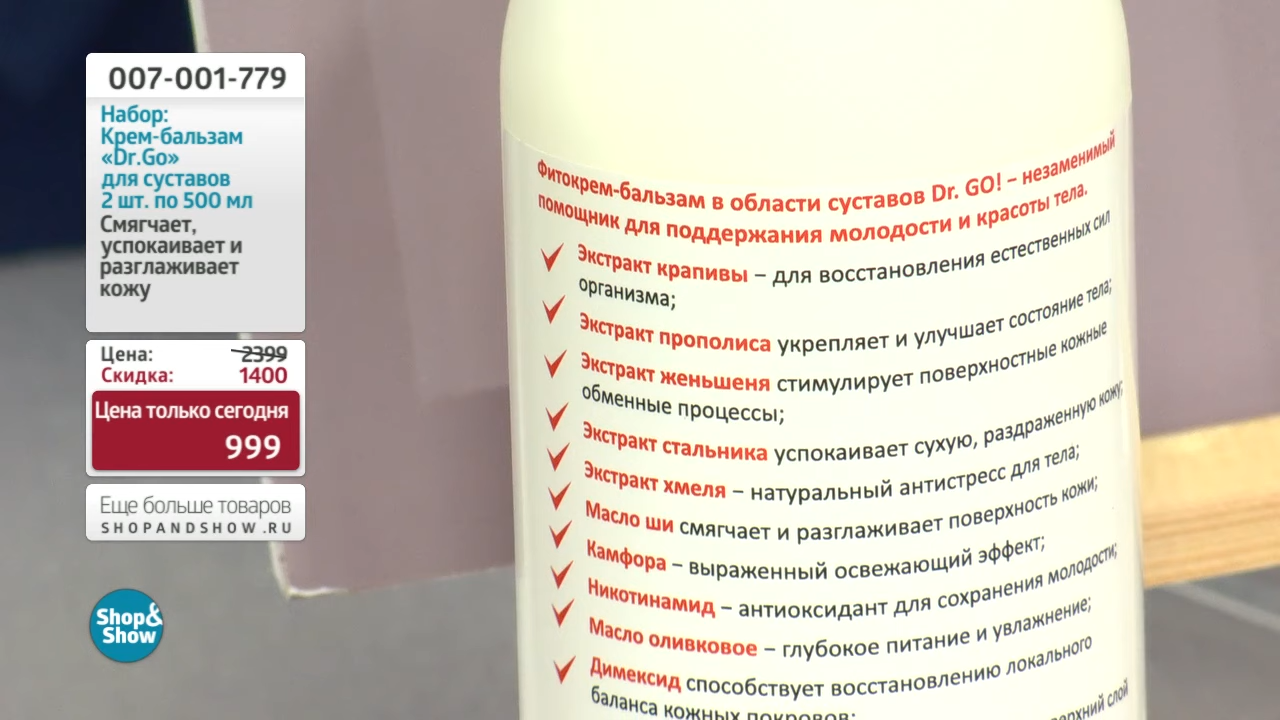 007-001-779
Набор:
Крем-бальзам
«Dr.Go»
для суставов
2 шт. по 500 мл
Смягчает,
успокаивает и
разглаживает
кожу
Цена: 2399
Скидка: 1400
Цена только сегодня
999
Еще больше товаров
SHOPANDSHOW.RU
Shop&
Show
Фитокрем-бальзам в области суставов Dr. GO! – незаменимый
помощник для поддержания молодости и красоты тела.
Экстракт крапивы – для восстановления естественных сил
организма;
Экстракт прополиса укрепляет и улучшает состояние тела;
Экстракт женьшеня стимулирует поверхностные кожные
обменные процессы;
Экстракт стальника успокаивает сухую, раздраженную кожу;
Экстракт хмеля – натуральный антистресс для тела;
Масло ши смягчает и разглаживает поверхность кожи;
Камфора – выраженный освежающий эффект;
Никотинамид – антиоксидант для сохранения молодости;
Масло оливковое – глубокое питание и увлажнение;
Димексид способствует восстановлению локального
баланса кожных покровов;
слой